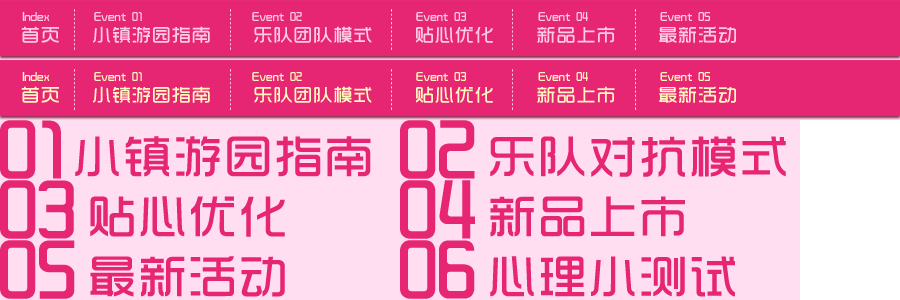 Index Event 01 Event 02 Event 03 Event 04 Event 05
首页 小镇游园指南 乐队团队模式 贴心优化 新品上市 最新活动
Index Event 01 Event 02 Event 03 Event 04 Event 05
首页 小镇游园指南 乐队团队模式 贴心优化 新品上市 最新活动
01 小镇游园指南 02 乐队对抗模式
03 贴心优化 04 新品上市
05 最新活动 06 心理小测试